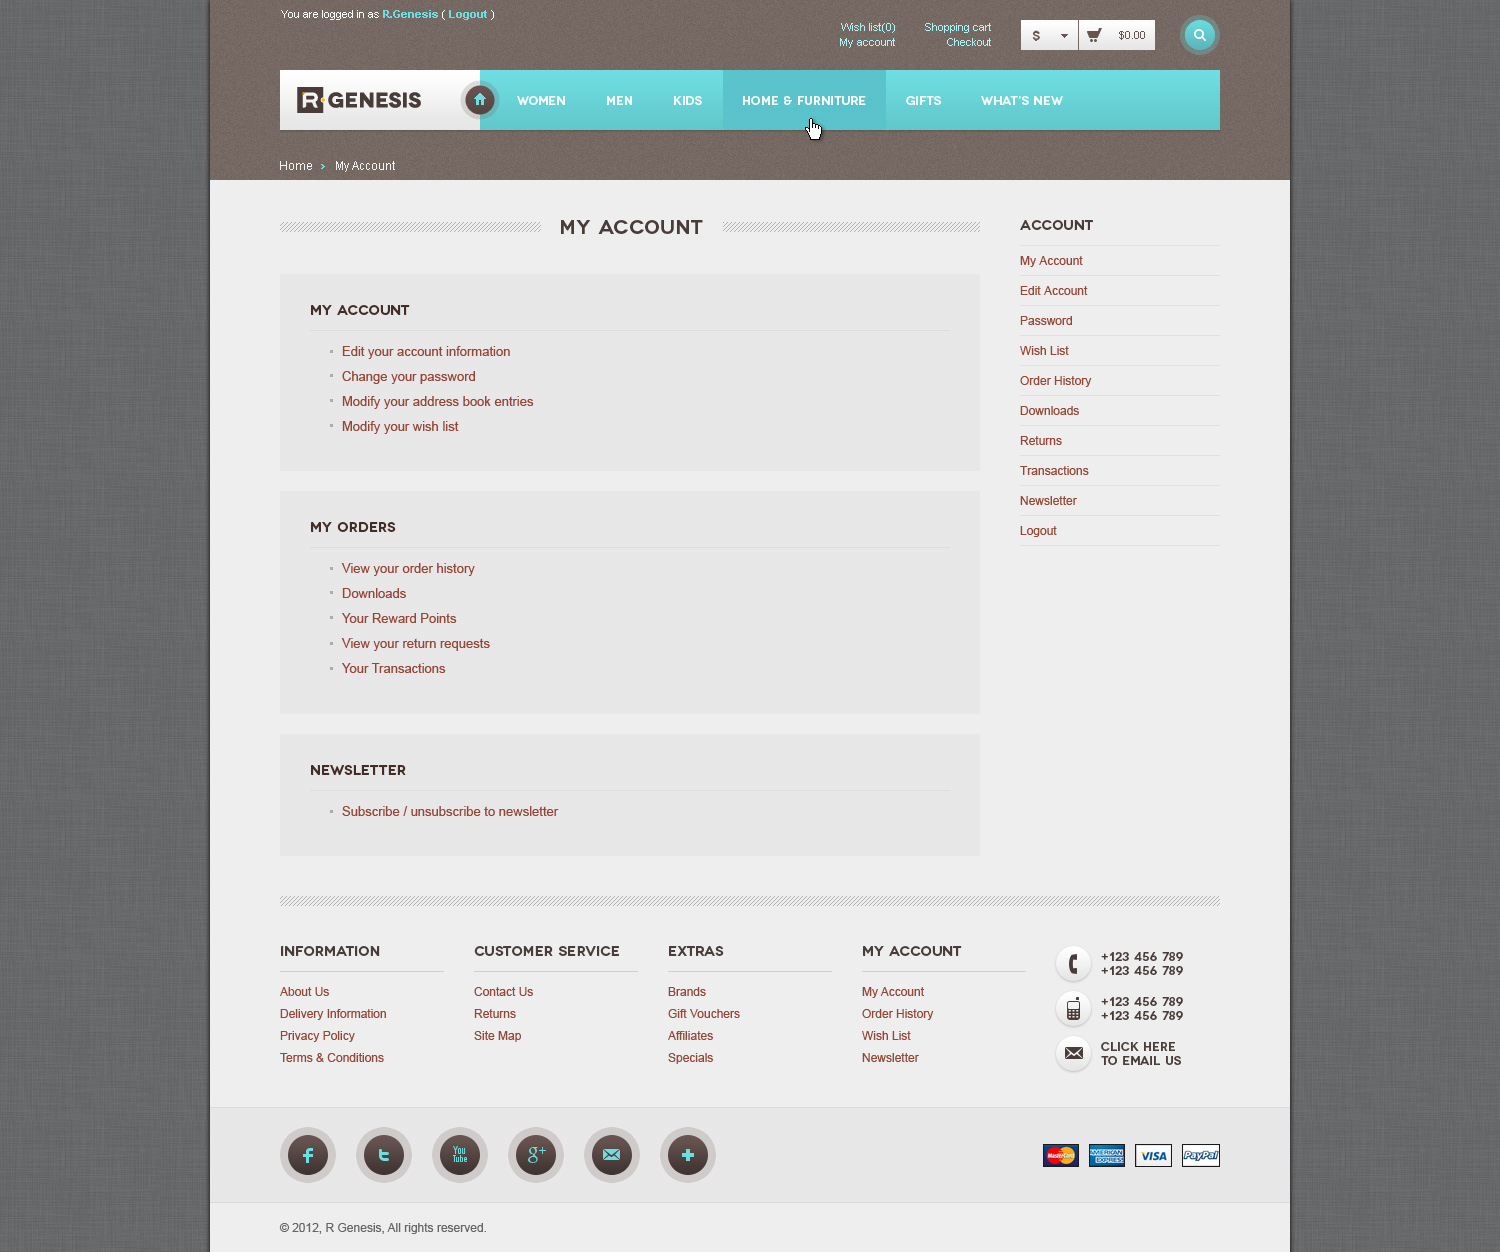 You are logged in as R.Genesis ( Logout )
Wish list(0)
Shopping cart
My account
Checkout
$
$0.00
R GENESIS
WOMEN
MEN
KIDS
HOME & FURNITURE
GIFTS
WHAT'S NEW
Home
My Account
MY ACCOUNT
MY ACCOUNT
Edit your account information
Change your password
Modify your address book entries
Modify your wish list
MY ORDERS
View your order history
Downloads
Your Reward Points
View your return requests
Your Transactions
NEWSLETTER
Subscribe / unsubscribe to newsletter
ACCOUNT
My Account
Edit Account
Password
Wish List
Order History
Downloads
Returns
Transactions
Newsletter
Logout
INFORMATION
About Us
Delivery Information
Privacy Policy
Terms & Conditions
CUSTOMER SERVICE
Contact Us
Returns
Site Map
EXTRAS
Brands
Gift Vouchers
Affiliates
Specials
MY ACCOUNT
My Account
Order History
Wish List
Newsletter
+123 456 789
+123 456 789
+123 456 789
+123 456 789
CLICK HERE
TO EMAIL US
You
Tube
g+
MasterCard
AMERICAN
EXPRESS
VISA
PayPal
© 2012, R Genesis, All rights reserved.